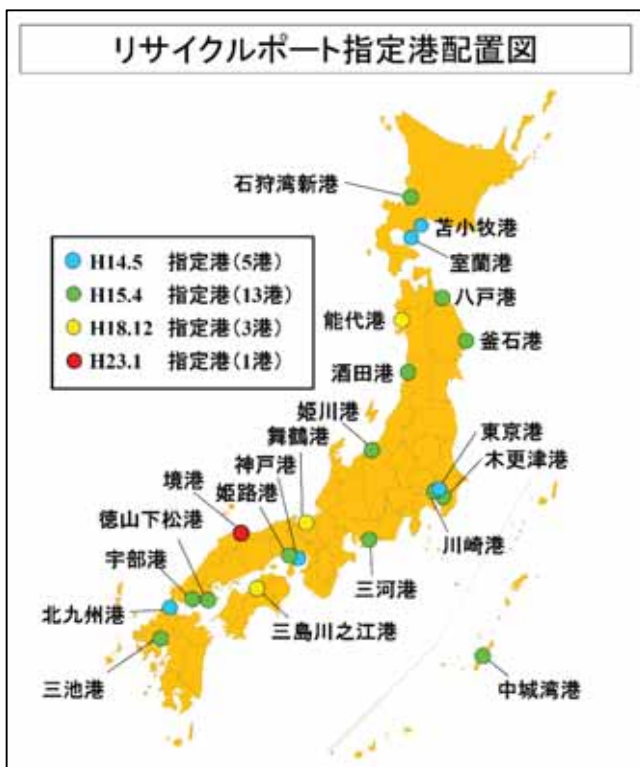 リサイクルポート指定港配置図
石狩湾新港
苫小牧港
室蘭港
H14.5 指定港(5港)
H15.4 指定港(13港)
H18.12 指定港(3港)
H23.1 指定港(1港)
八戸港
能代港
釜石港
酒田港
姫川港
舞鶴港
東京港
神戸港
木更津港
境港
姫路港
徳山下松港
川崎港
宇部港
三河港
北九州港
三島川之江港
三池港
中城湾港